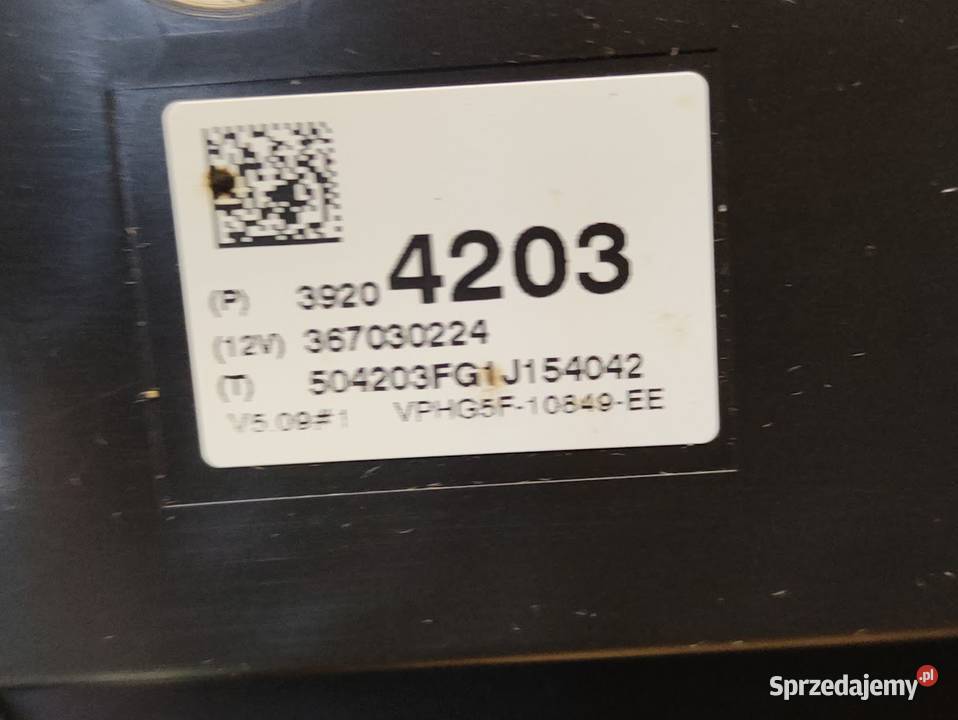 (P) 3920 4203
(12V) 367030224
(T) 504203FG1J154042
V5.09#1 VPHG5F-10849-EE
Sprzedajemy.pl